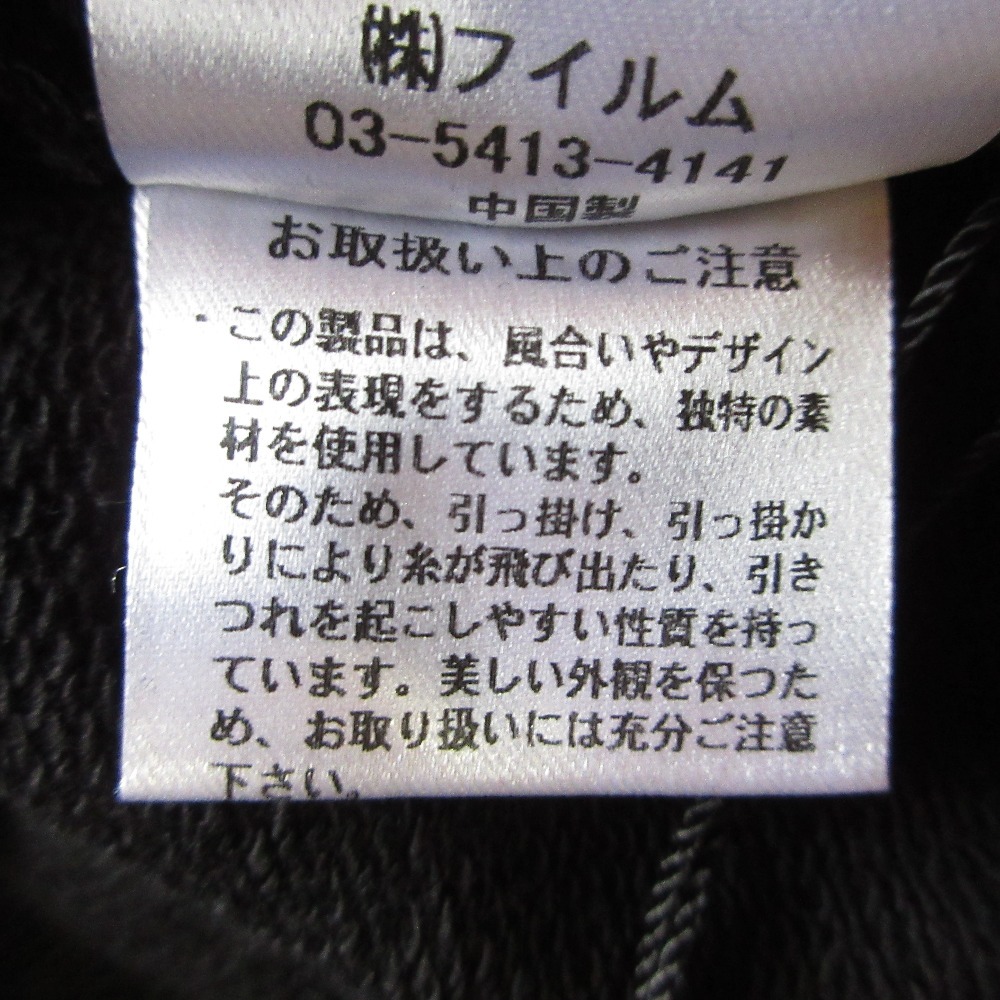 ㈱フイルム
03-5413-4141
中国製
お取扱い上のご注意
・この製品は、風合いやデザイン
上の表現をするため、独特の素
材を使用しています。
そのため、引っ掛け、引っ掛か
りにより糸が飛び出たり、引き
つれを起こしやすい性質を持っ
ています。美しい外観を保つた
め、お取り扱いには充分ご注意
下さい。